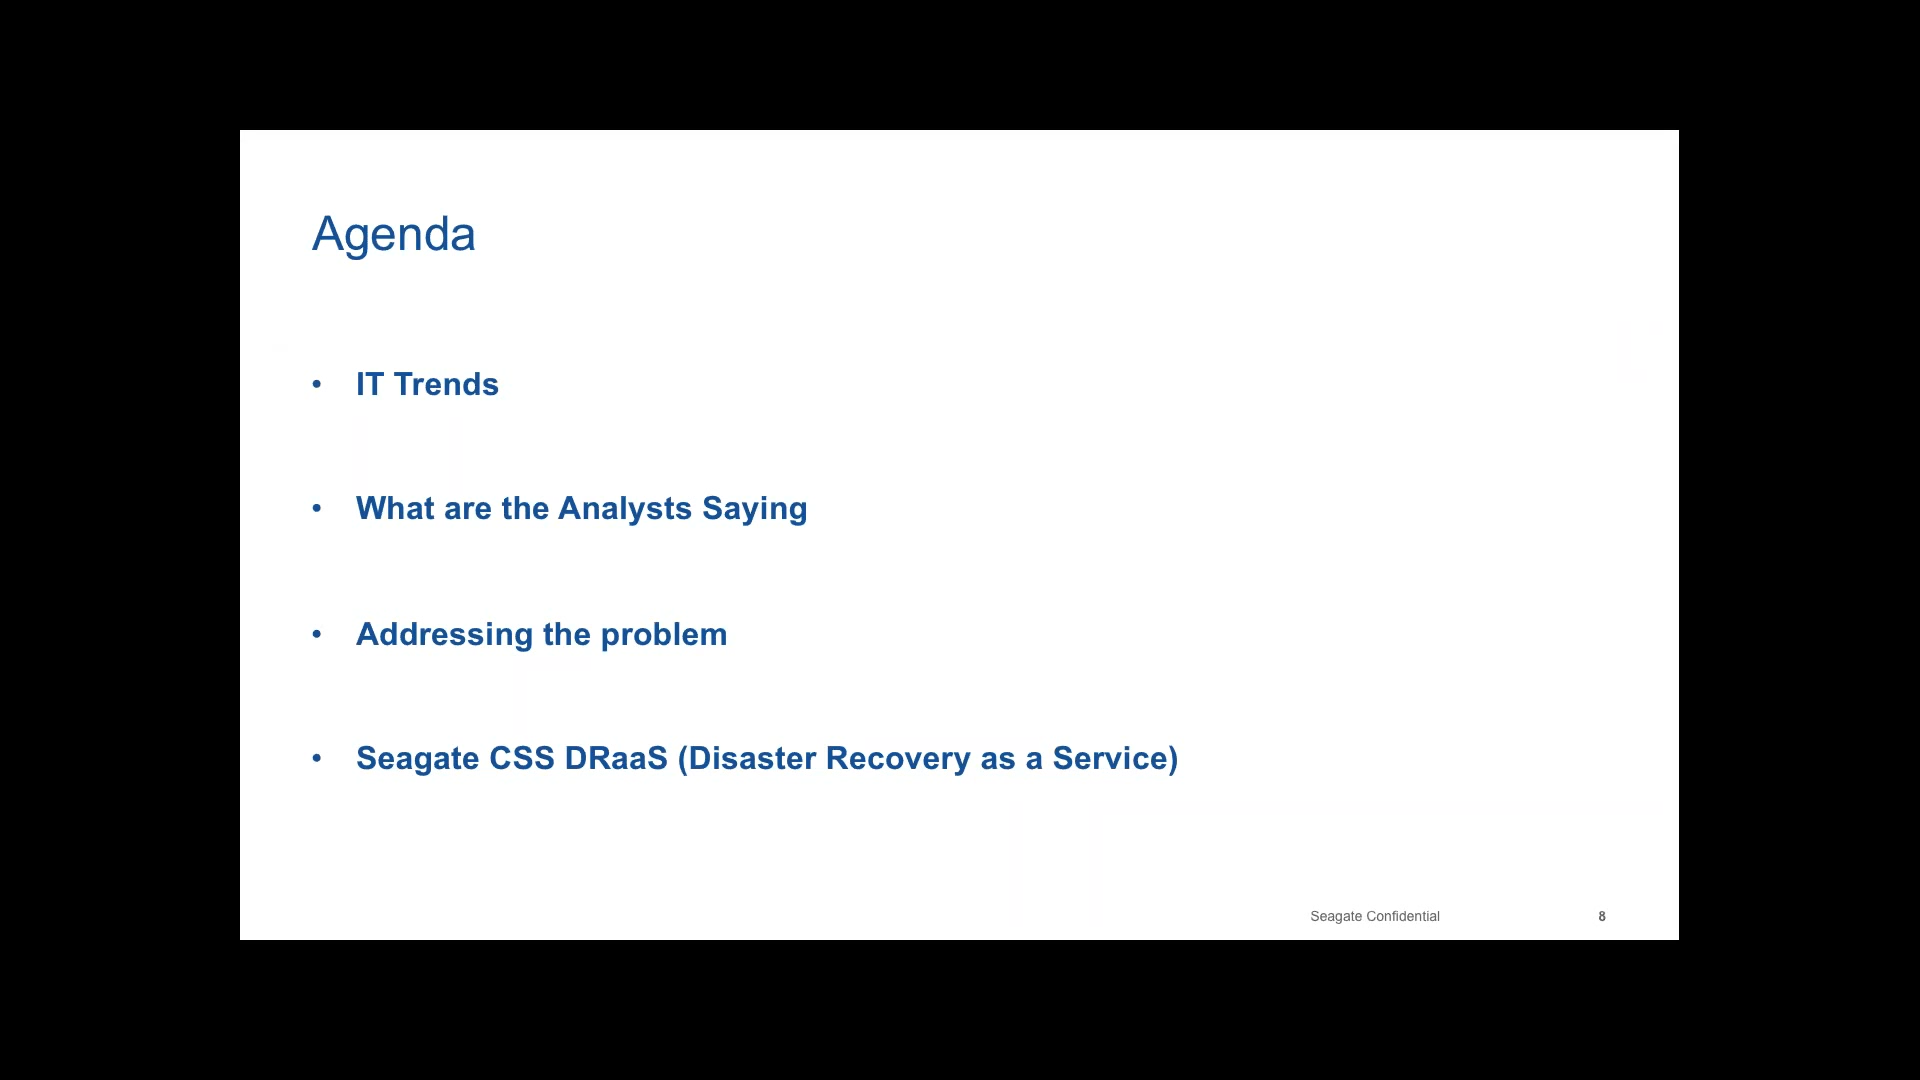 Agenda
• IT Trends
• What are the Analysts Saying
• Addressing the problem
• Seagate CSS DRaaS (Disaster Recovery as a Service)
Seagate Confidential 8